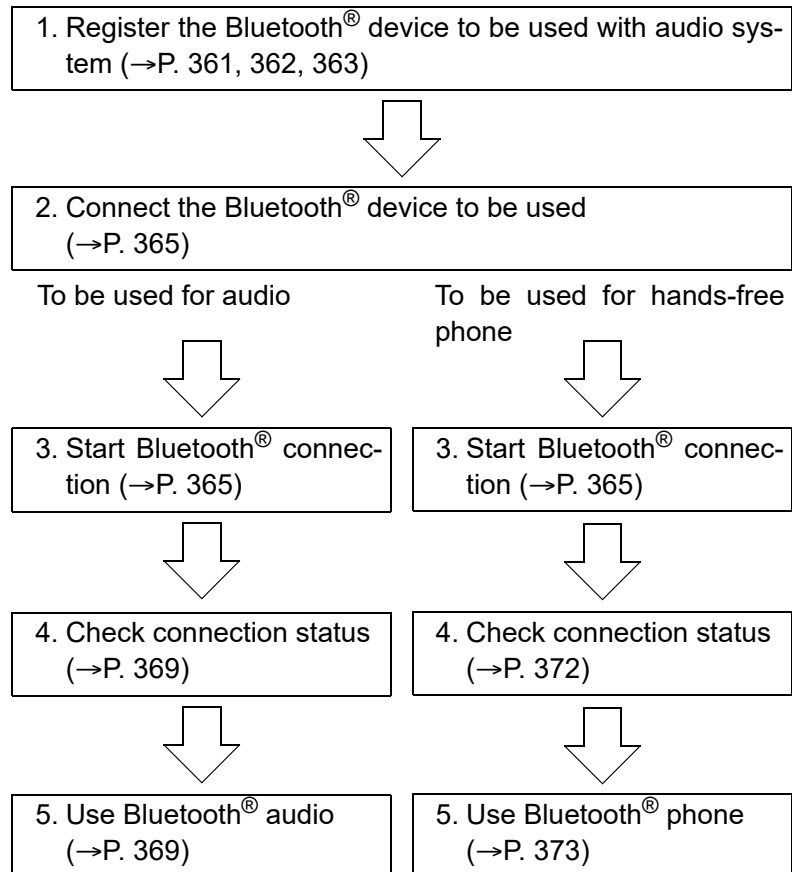 1. Register the Bluetooth® device to be used with audio sys-
tem (→P. 361, 362, 363)
2. Connect the Bluetooth® device to be used
(→P. 365)
To be used for audio
To be used for hands-free
phone
3. Start Bluetooth® connec-
tion (→P. 365)
3. Start Bluetooth® connec-
tion (→P. 365)
4. Check connection status
(→P. 369)
4. Check connection status
(→P. 372)
5. Use Bluetooth® audio
(→P. 369)
5. Use Bluetooth® phone
(→P. 373)